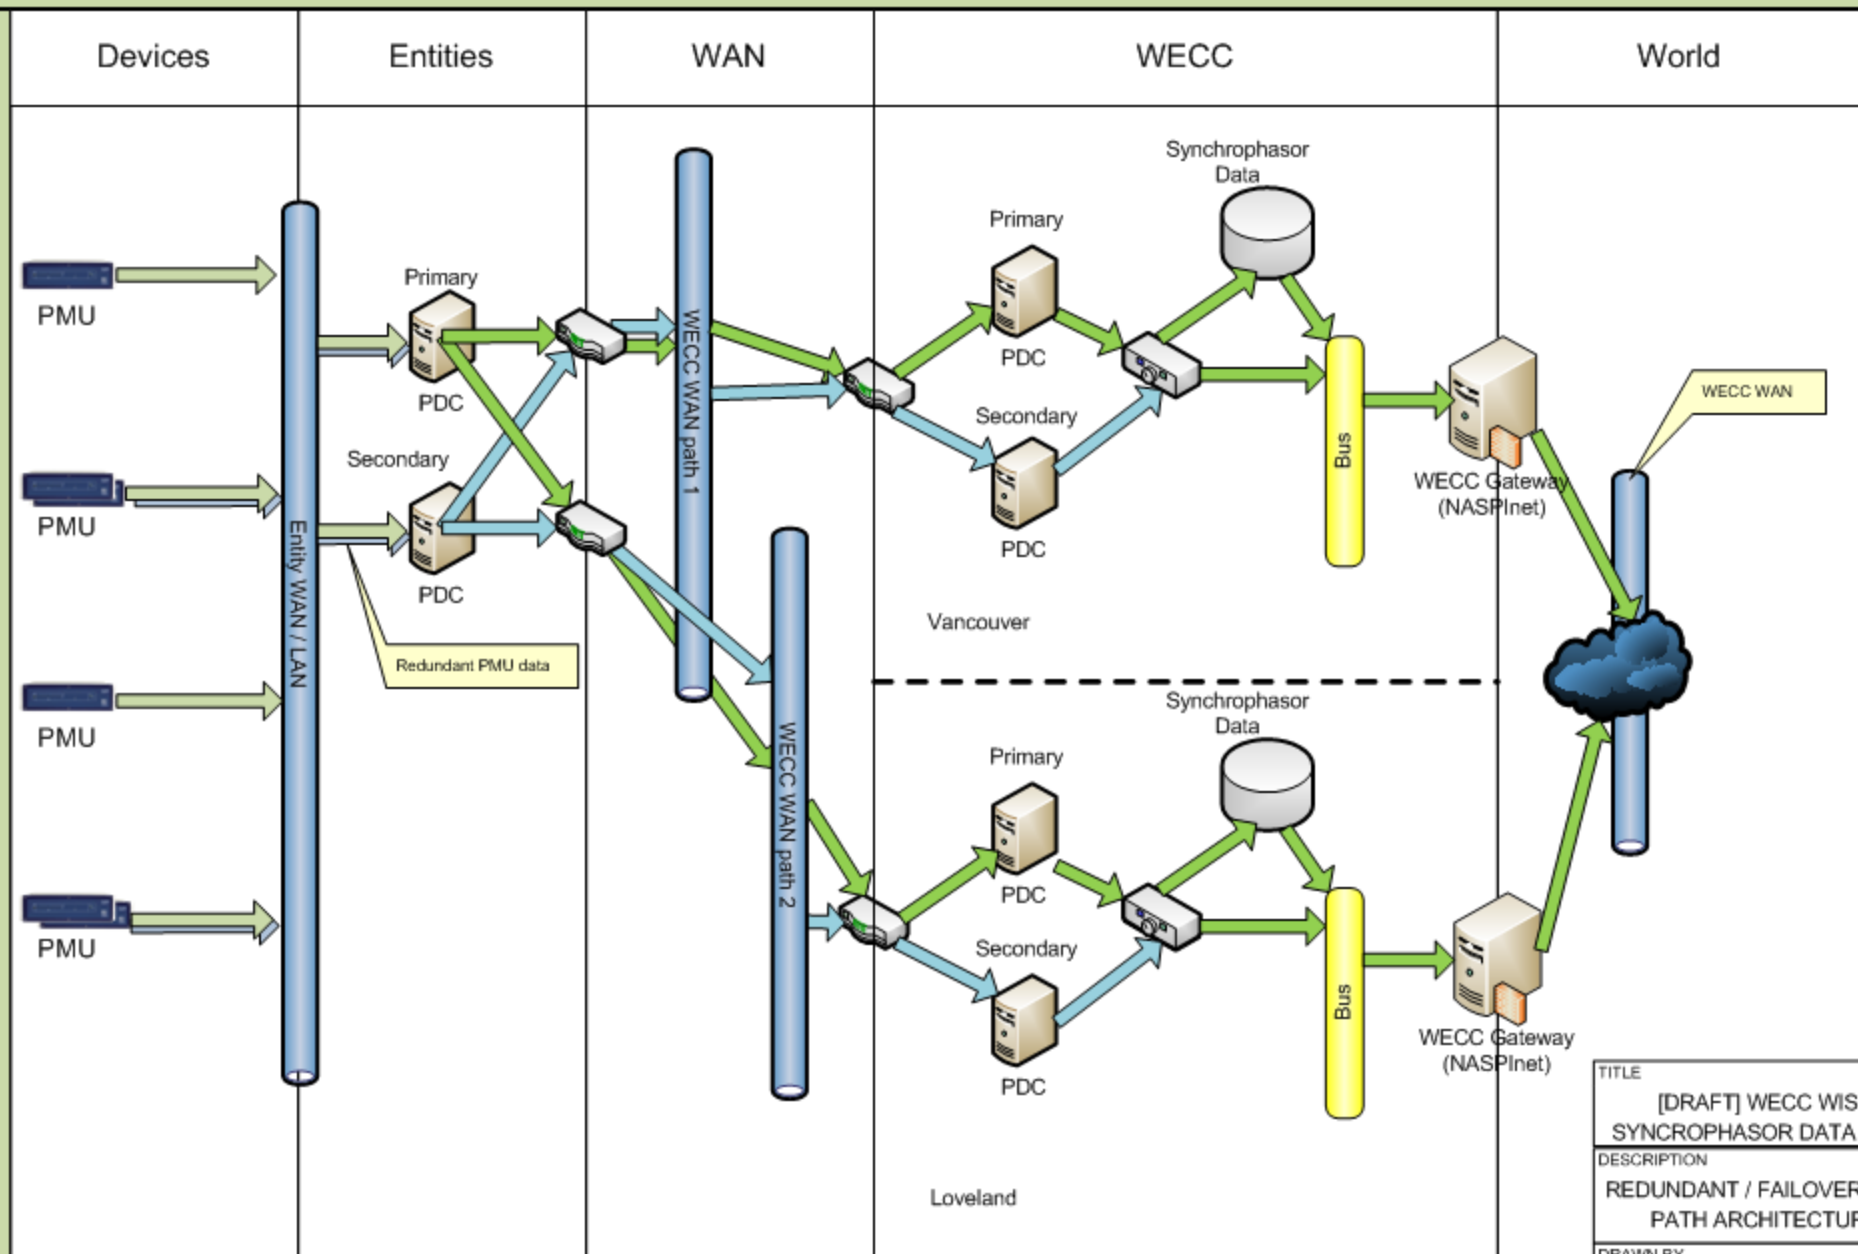 Devices
Entities
WAN
WECC
World
PMU
PMU
PMU
PMU
Entity WAN / LAN
Primary
PDC
Secondary
PDC
Redundant PMU data
WECC WAN path 1
WECC WAN path 2
Synchrophasor
Data
Primary
PDC
Secondary
PDC
Bus
Vancouver
WECC Gateway
(NASPInet)
WECC WAN
Synchrophasor
Data
Primary
PDC
Secondary
PDC
Bus
Loveland
WECC Gateway
(NASPInet)
TITLE
[DRAFT] WECC WIS
SYNCROPHASOR DATA
DESCRIPTION
REDUNDANT / FAILOVER
PATH ARCHITECTUR
DRAWN BY